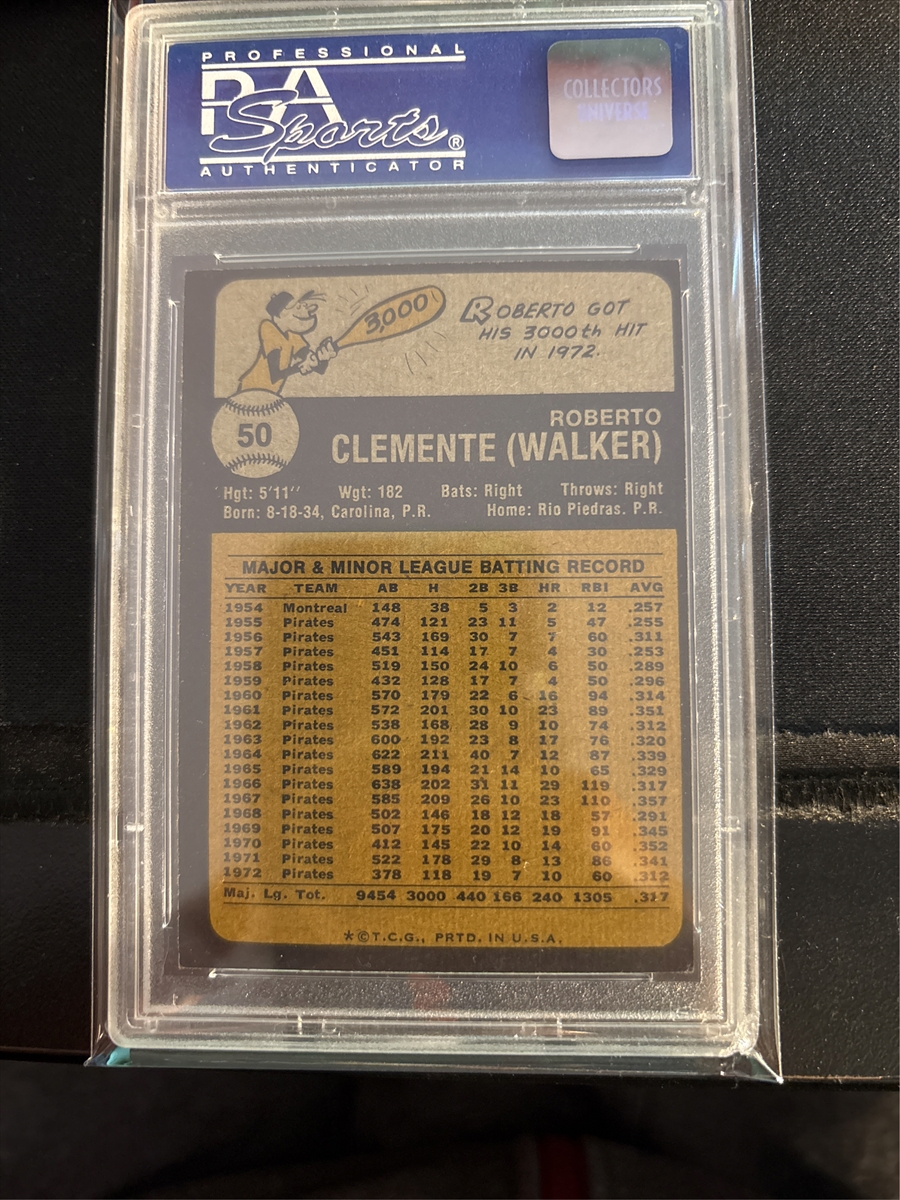 PROFESSIONAL
PSA
Sports®
AUTHENTICATOR
COLLECTORS
UNIVERSE
3,000
ROBERTO GOT
HIS 3000th HIT
IN 1972.
50
ROBERTO
CLEMENTE (WALKER)
Hgt: 5'11" Wgt: 182 Bats: Right Throws: Right
Born: 8-18-34, Carolina, P.R. Home: Rio Piedras. P.R.
MAJOR & MINOR LEAGUE BATTING RECORD
YEAR TEAM AB H 2B 3B HR RBI AVG
1954 Montreal 148 38 5 3 2 12 .257
1955 Pirates 474 121 23 11 5 47 .255
1956 Pirates 543 169 30 7 7 60 .311
1957 Pirates 451 114 17 7 4 30 .253
1958 Pirates 519 150 24 10 6 50 .289
1959 Pirates 432 128 17 7 4 50 .296
1960 Pirates 570 179 22 6 16 94 .314
1961 Pirates 572 201 30 10 23 89 .351
1962 Pirates 538 168 28 9 10 74 .312
1963 Pirates 600 192 23 8 17 76 .320
1964 Pirates 622 211 40 7 12 87 .339
1965 Pirates 589 194 21 14 10 65 .329
1966 Pirates 638 202 31 11 29 119 .317
1967 Pirates 585 209 26 10 23 110 .357
1968 Pirates 502 146 18 12 18 57 .291
1969 Pirates 507 175 20 12 19 91 .345
1970 Pirates 412 145 22 10 14 60 .352
1971 Pirates 522 178 29 8 13 86 .341
1972 Pirates 378 118 19 7 10 60 .312
Maj. Lg. Tot. 9454 3000 440 166 240 1305 .317
*©T.C.G., PRTD. IN U.S.A.